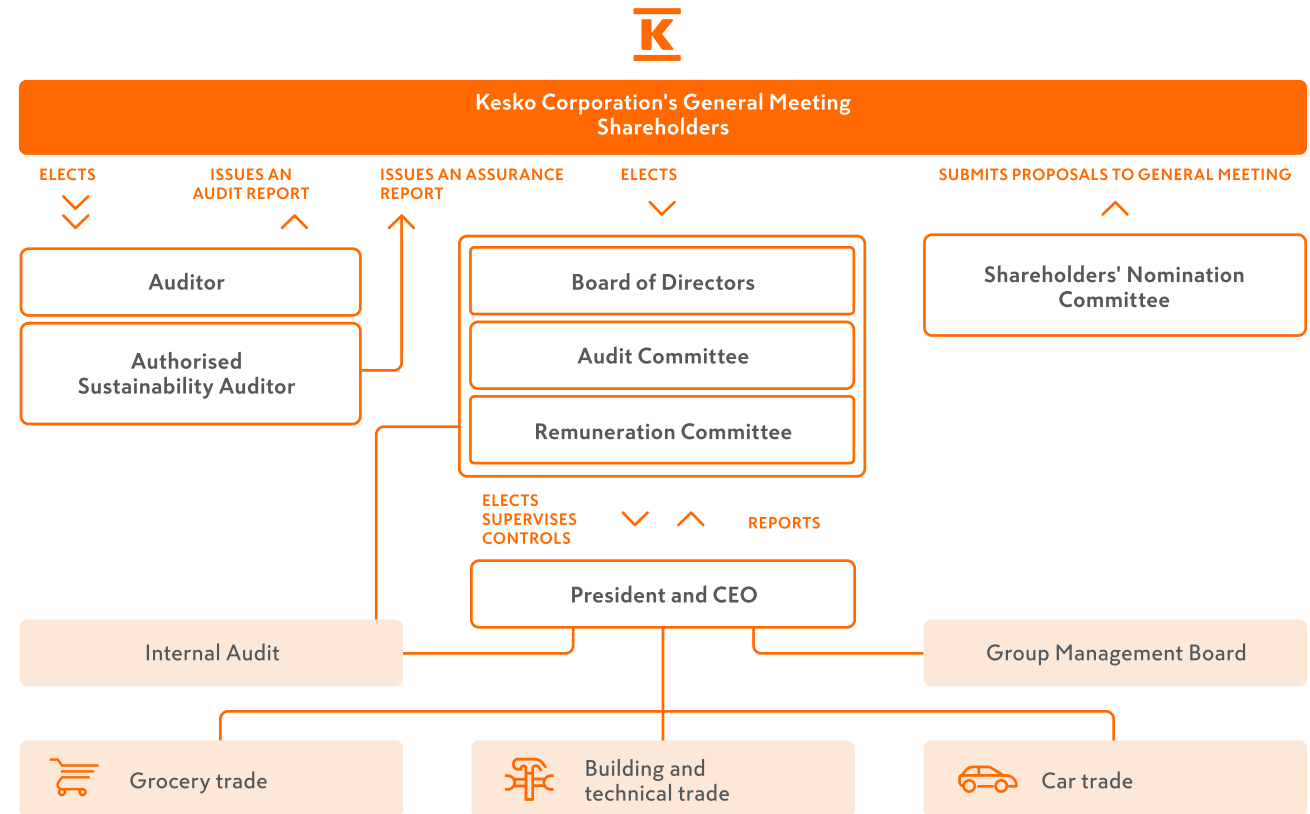 K
Kesko Corporation's General Meeting
Shareholders
ELECTS
ISSUES AN
AUDIT REPORT
ISSUES AN ASSURANCE
REPORT
ELECTS
SUBMITS PROPOSALS TO GENERAL MEETING
Auditor
Authorised
Sustainability Auditor
Board of Directors
Audit Committee
Remuneration Committee
Shareholders' Nomination
Committee
ELECTS
SUPERVISES
CONTROLS
REPORTS
President and CEO
Internal Audit
Group Management Board
Grocery trade
Building and
technical trade
Car trade